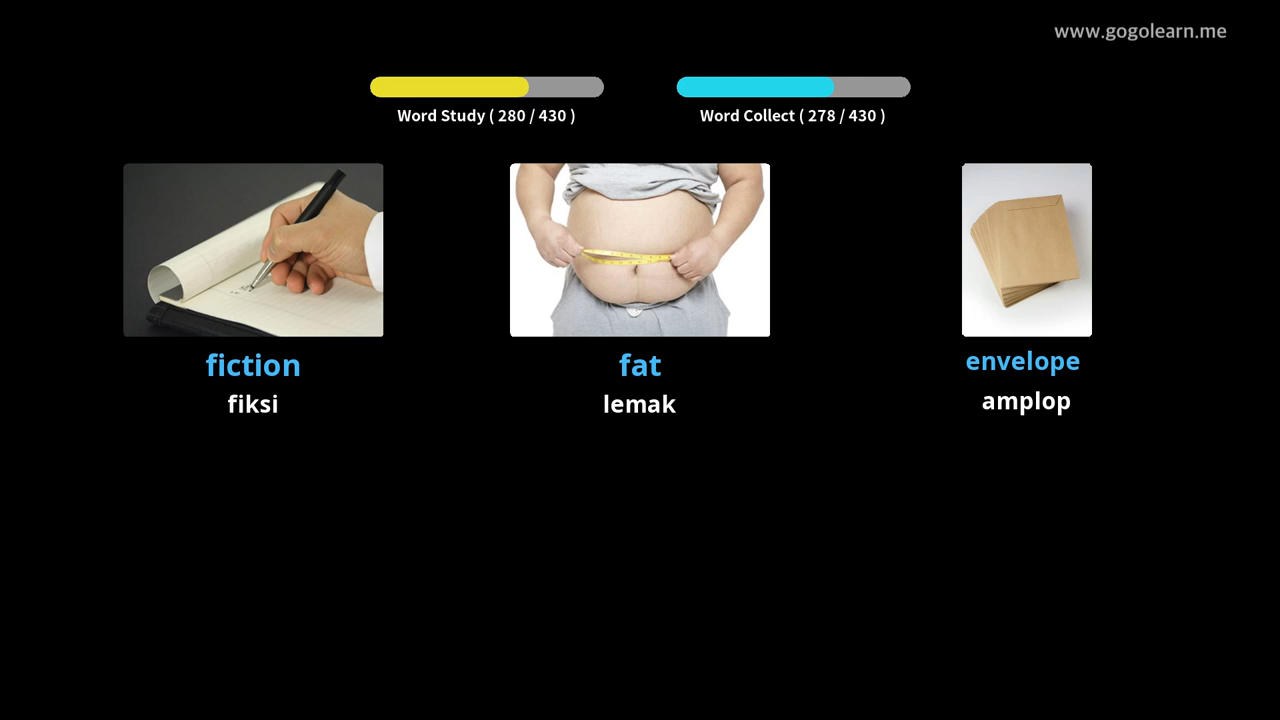 www.gogolearn.me
Word Study ( 280 / 430 )
Word Collect ( 278 / 430 )
fiction
fiksi
fat
lemak
envelope
amplop